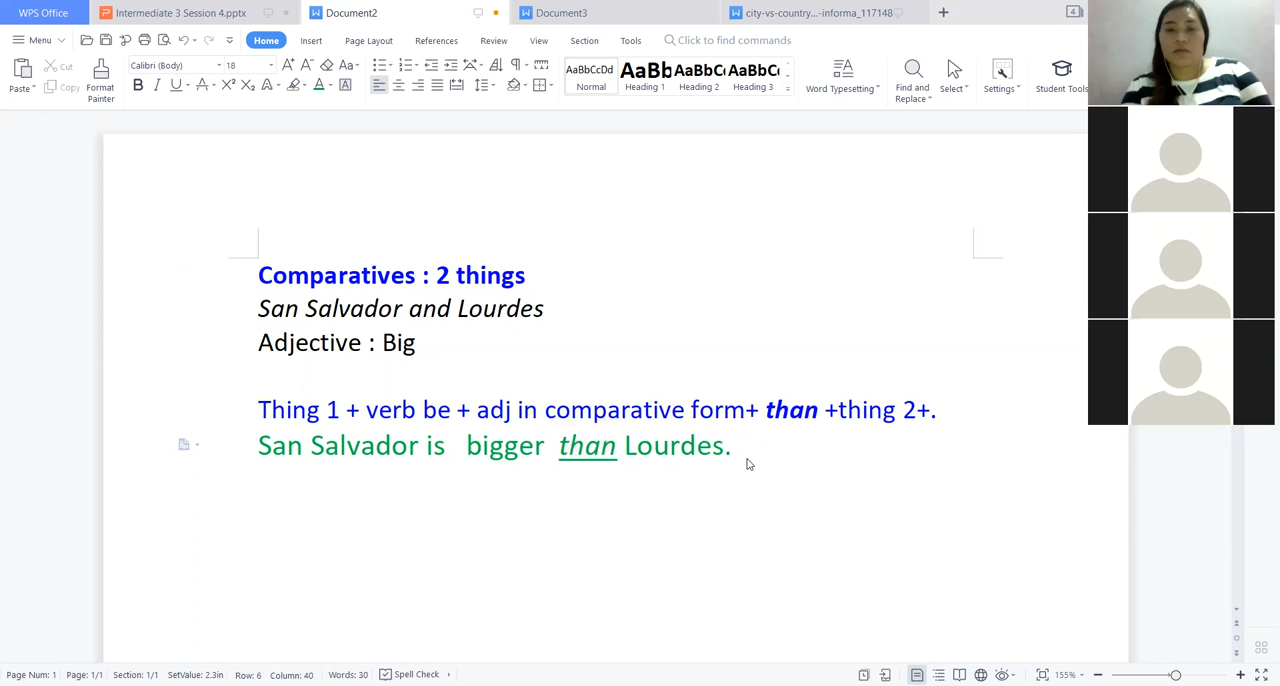 WPS Office Intermediate 3 Session 4.pptx Document2 Document3 city-vs-country...-informa_117148 + 4
Menu Home Insert Page Layout References Review View Section Tools Click to find commands
Paste Cut Copy Format Painter Calibri (Body) 18 AaBbCcDd Normal AaBb Heading 1 AaBbC Heading 2 AaBbC Heading 3 Word Typesetting Find and Replace Select Settings Student Tools
Comparatives : 2 things
San Salvador and Lourdes
Adjective : Big
Thing 1 + verb be + adj in comparative form+ than +thing 2+.
San Salvador is bigger than Lourdes.
Page Num: 1 Page: 1/1 Section: 1/1 SetValue: 2.3in Row: 6 Column: 40 Words: 30 Spell Check 155%